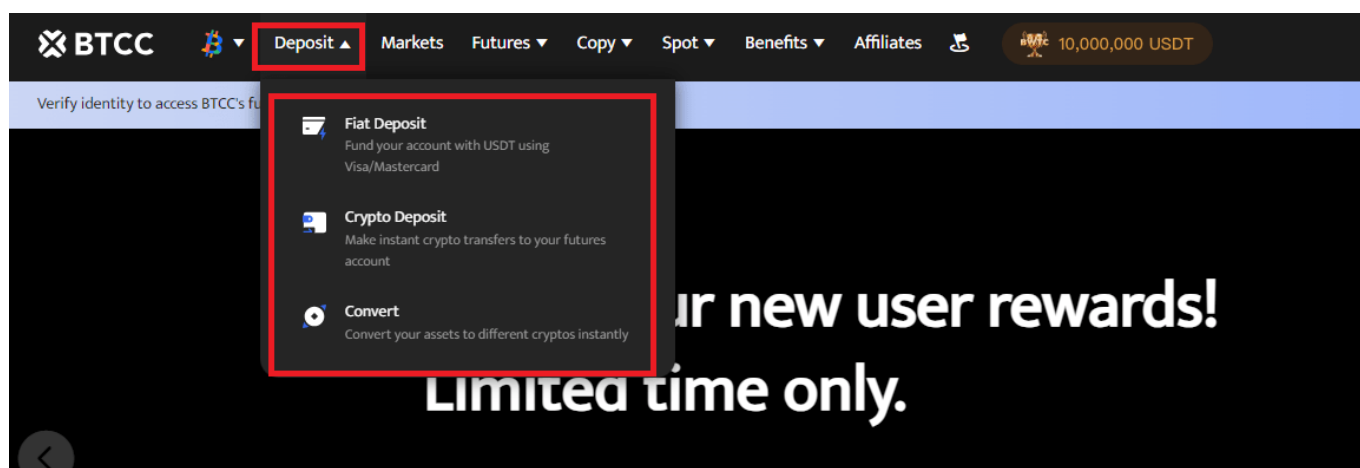 BTCC Deposit ▲ Markets Futures ▼ Copy ▼ Spot ▼ Benefits ▼ Affiliates 10,000,000 USDT
Verify identity to access BTCC's fu
Fiat Deposit
Fund your account with USDT using
Visa/Mastercard
Crypto Deposit
Make instant crypto transfers to your futures
account
Convert
Convert your assets to different cryptos instantly
ur new user rewards!
Limited time only.